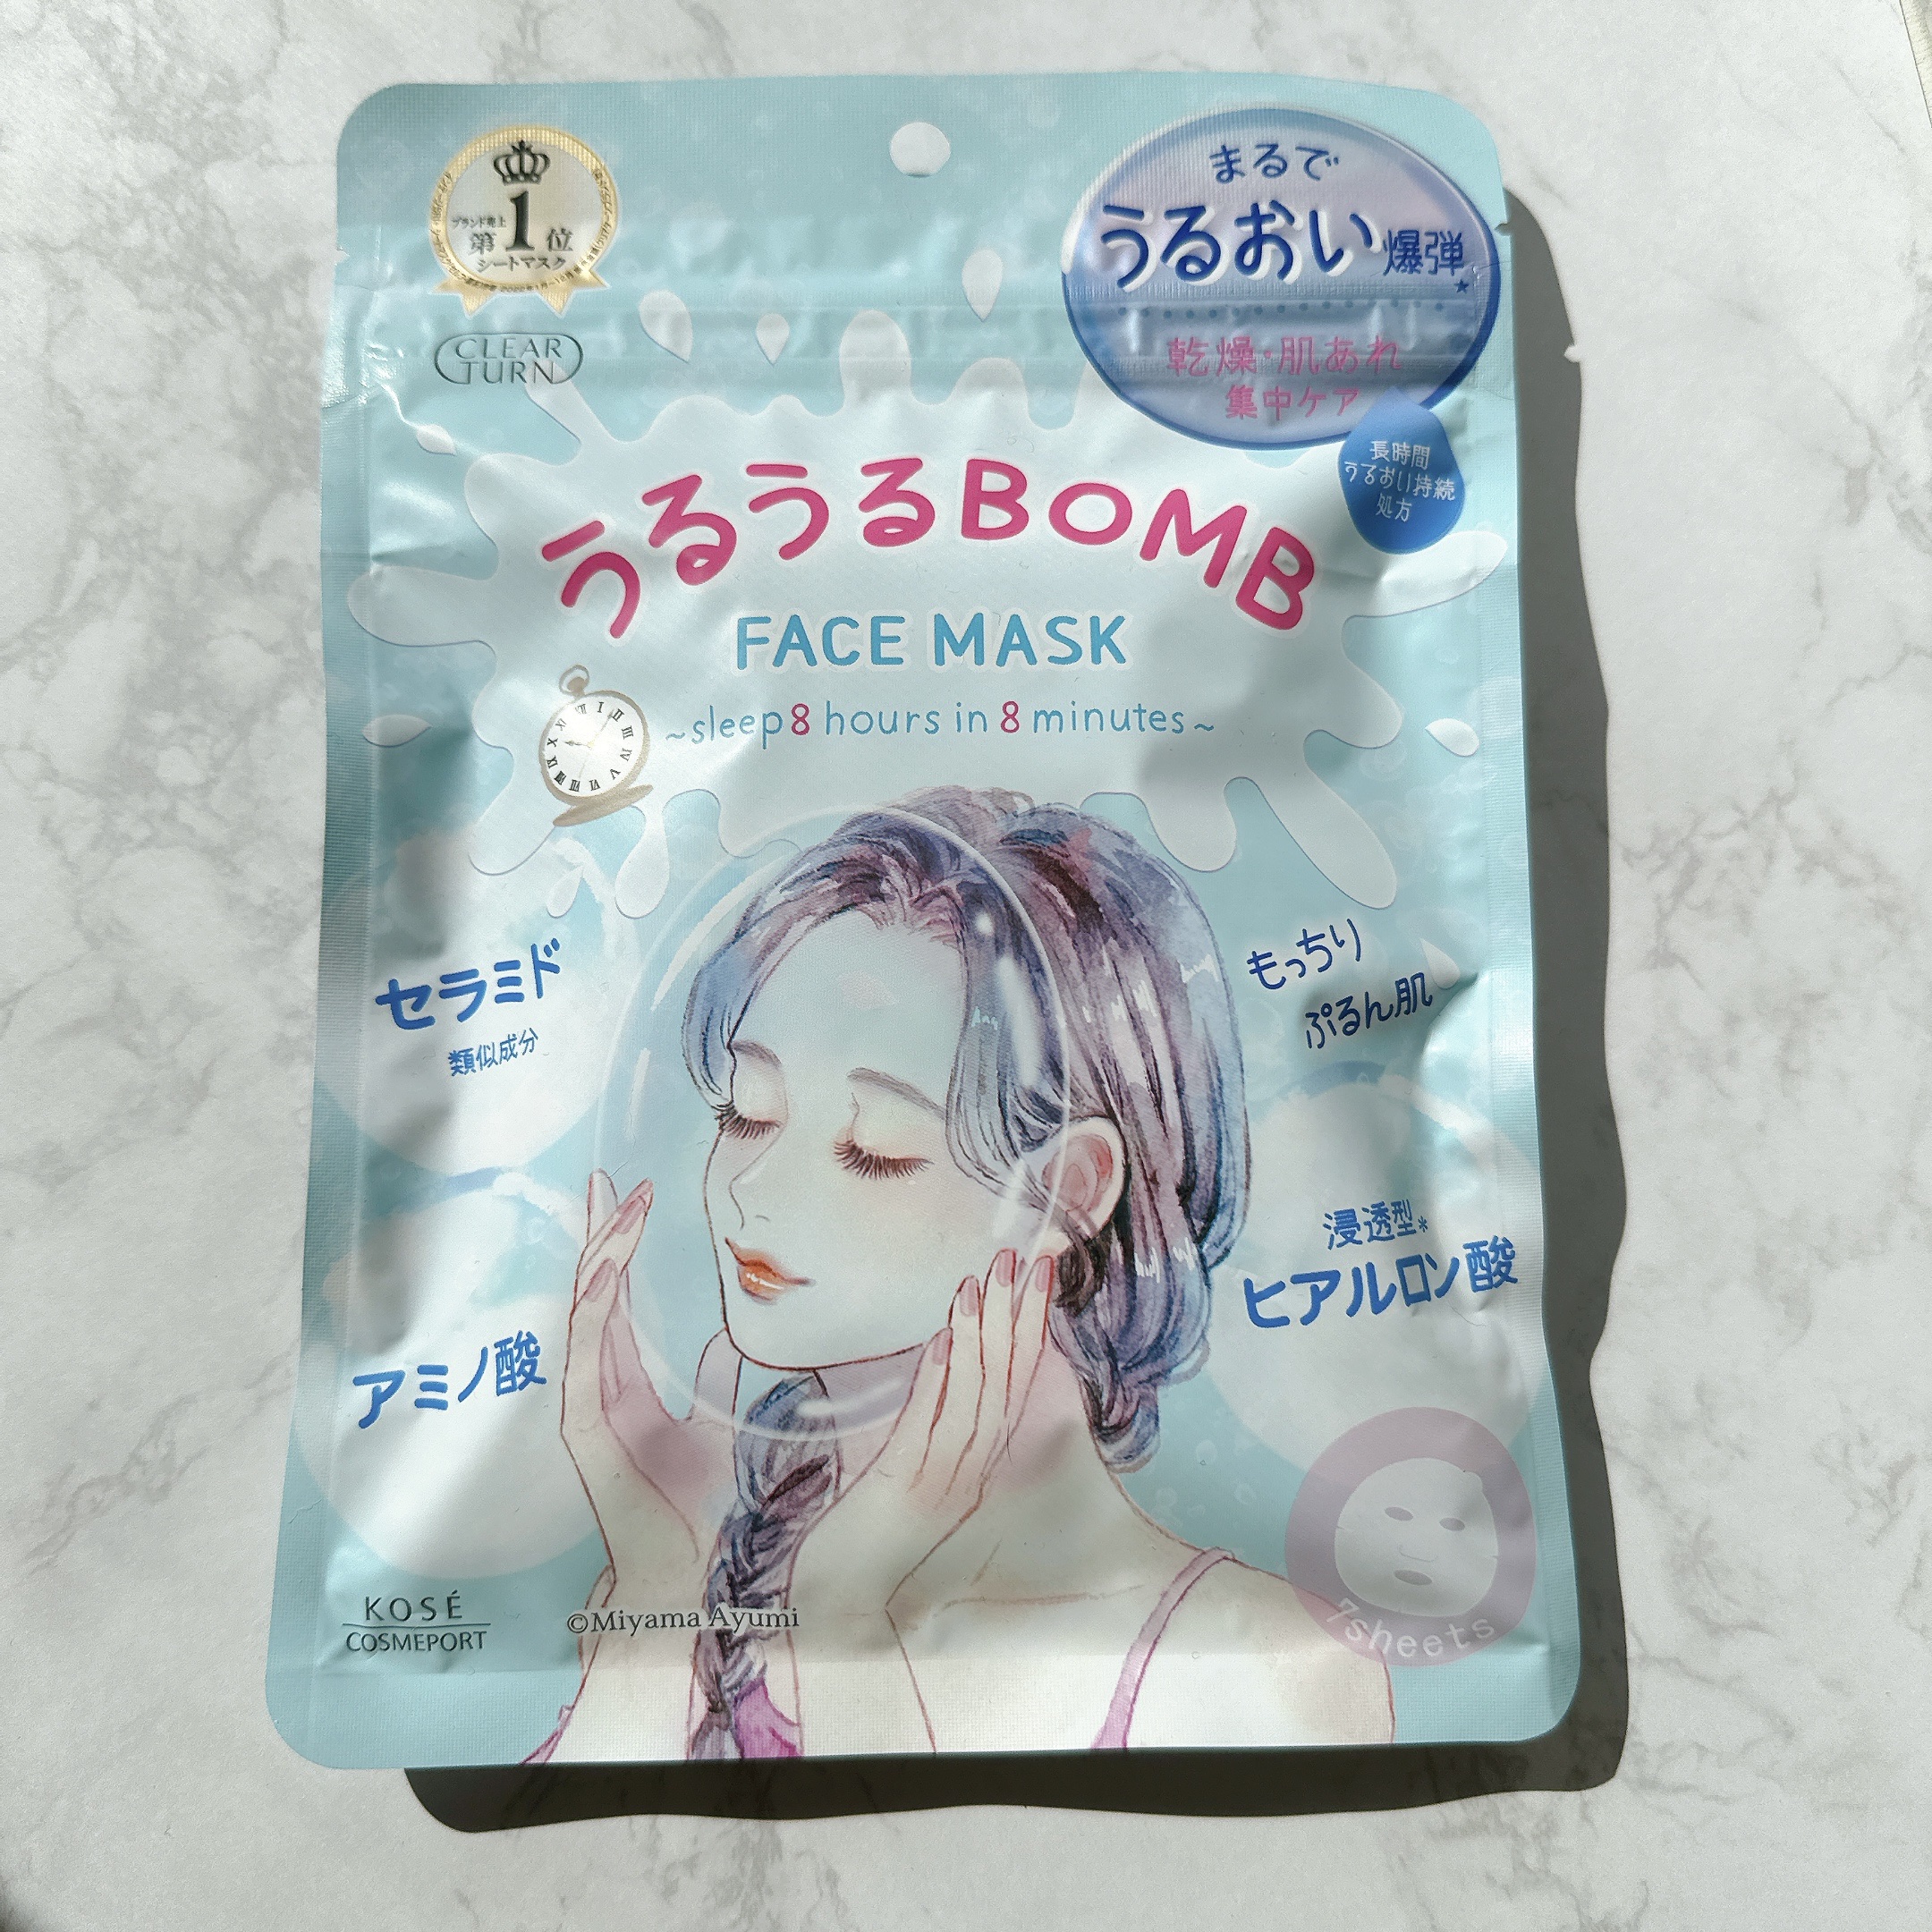 ブランド売上
第1位
シートマスク
まるで
うるおい爆弾
乾燥・肌あれ
集中ケア
長時間
うるおい持続
処方
CLEAR
TURN
うるうるBOMB
FACE MASK
~sleep 8 hours in 8 minutes~
セラミド
類似成分
もっちり
ぷるん肌
アミノ酸
浸透型*
ヒアルロン酸
7sheets
KOSÉ
COSMEPORT
©Miyama Ayumi